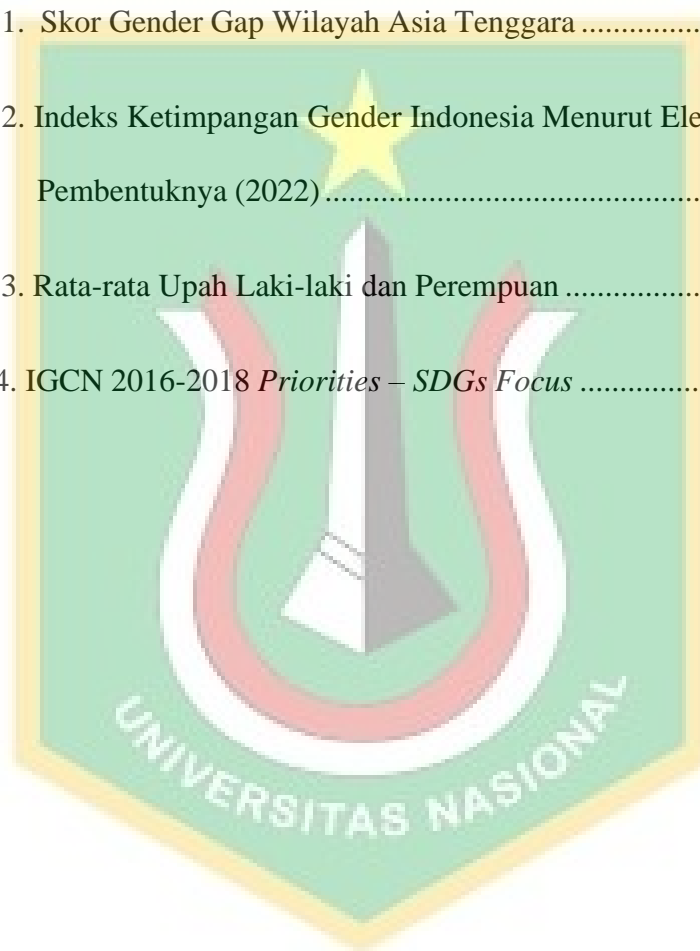 1. Skor Gender Gap Wilayah Asia Tenggara ...............
2. Indeks Ketimpangan Gender Indonesia Menurut Ele
Pembentuknya (2022) ...............................................
3. Rata-rata Upah Laki-laki dan Perempuan .................
4. IGCN 2016-2018 Priorities – SDGs Focus ...............
UNIVERSITAS NASIONAL